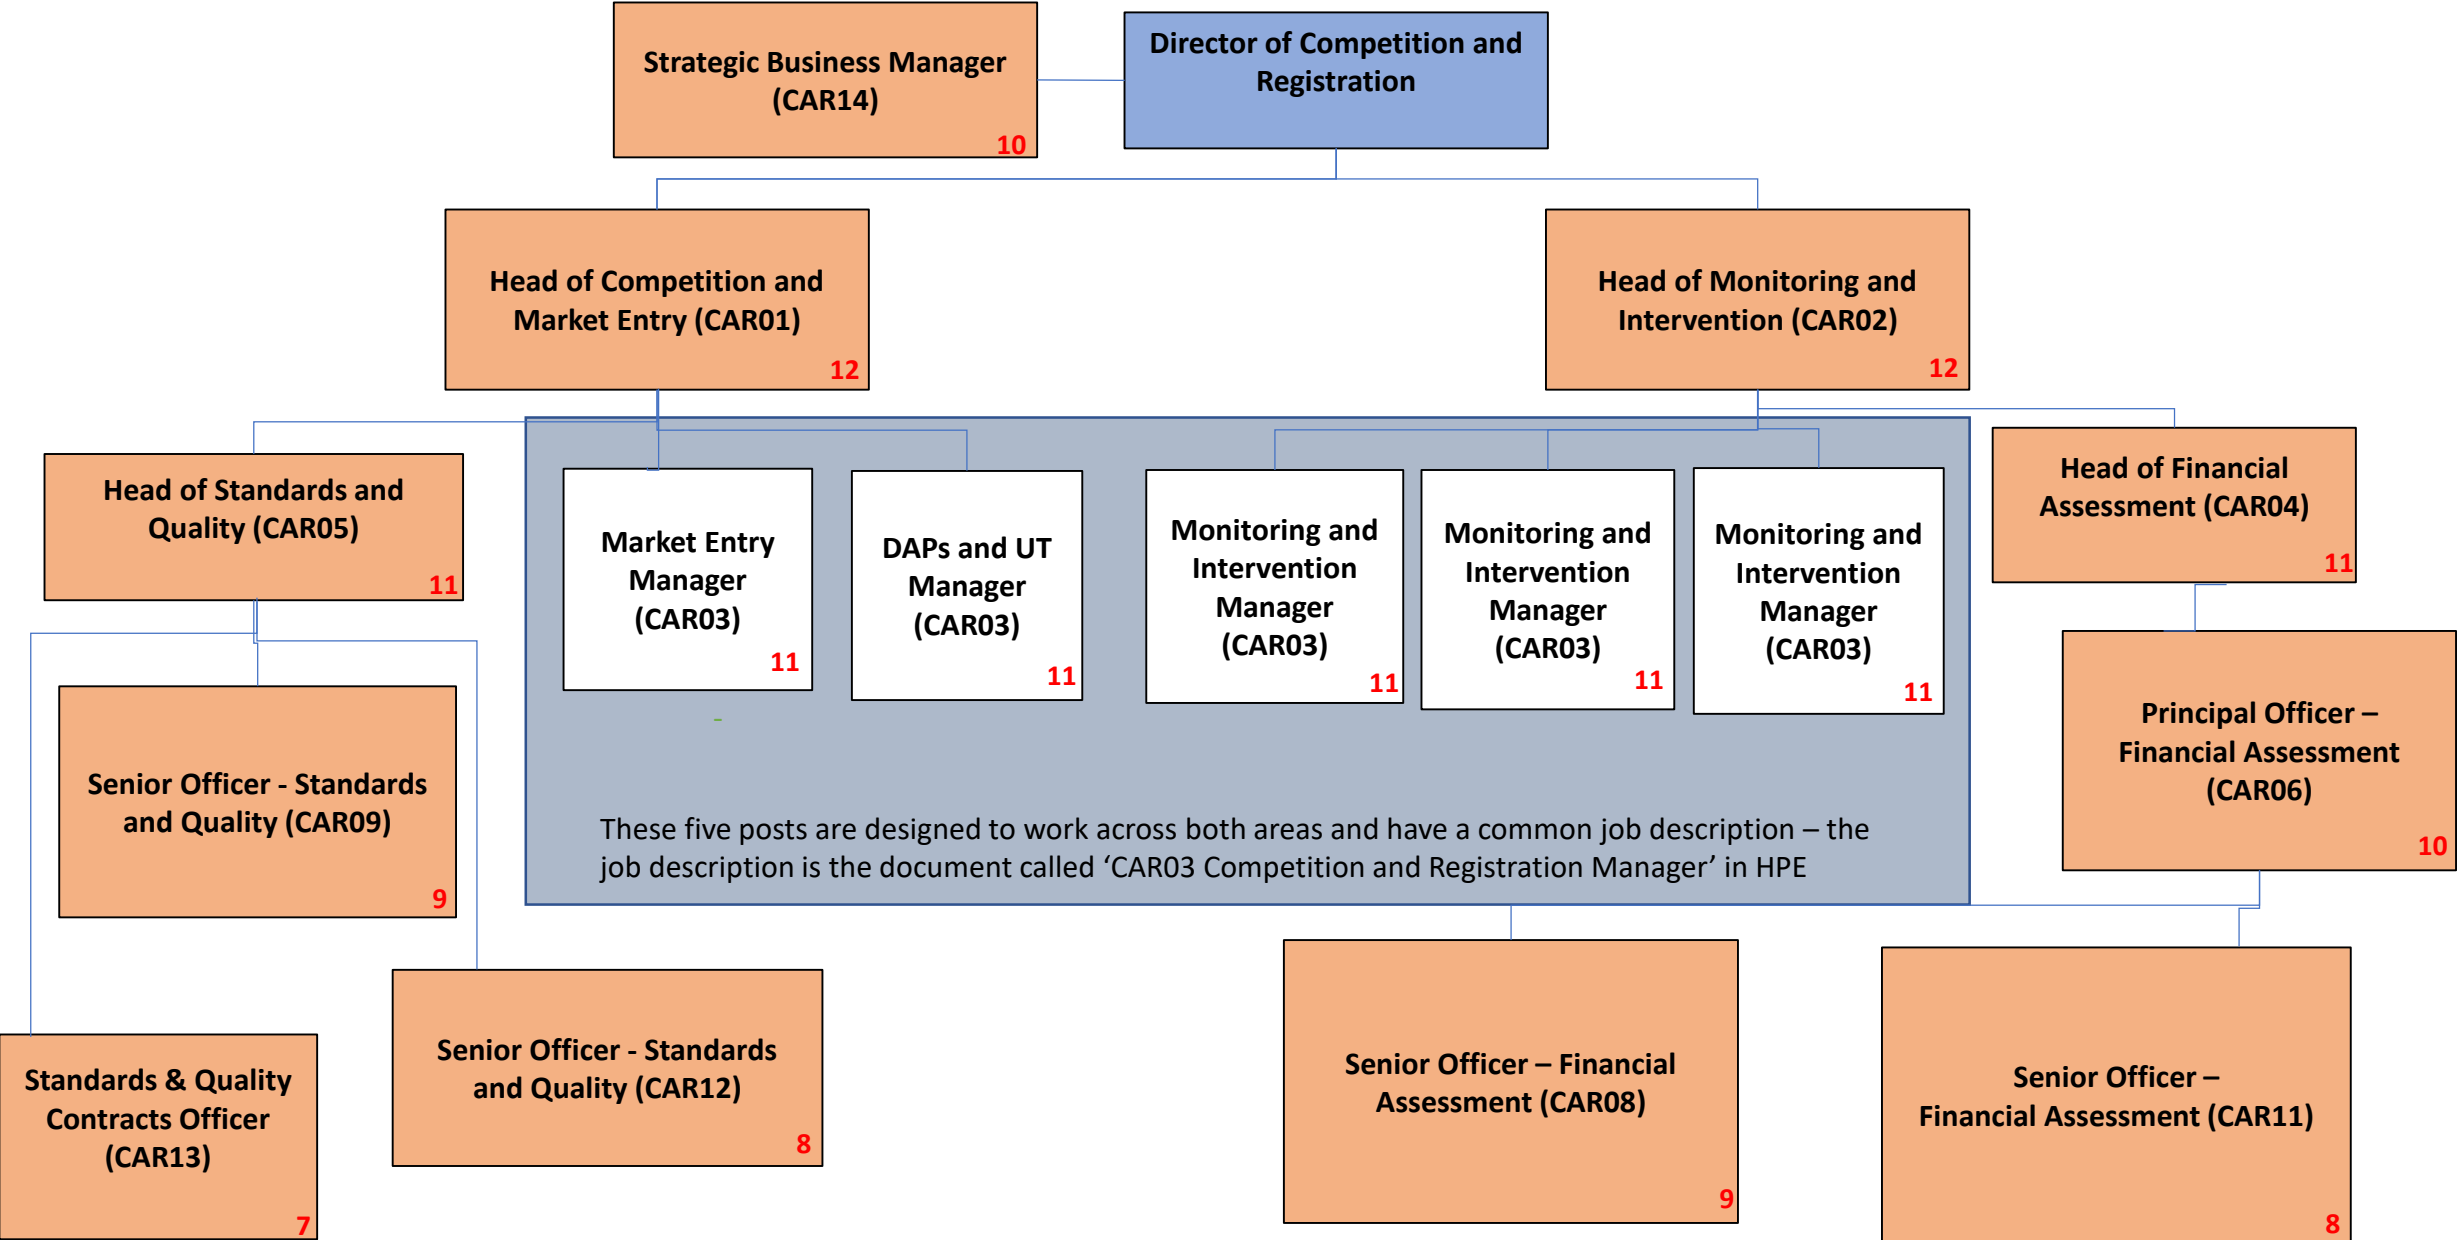 Strategic Business Manager
(CAR14)
10
Director of Competition and
Registration
Head of Competition and
Market Entry (CAR01)
12
Head of Monitoring and
Intervention (CAR02)
12
Head of Standards and
Quality (CAR05)
11
Market Entry
Manager
(CAR03)
11
DAPs and UT
Manager
(CAR03)
11
Monitoring and
Intervention
Manager
(CAR03)
11
Monitoring and
Intervention
Manager
(CAR03)
11
Monitoring and
Intervention
Manager
(CAR03)
11
Head of Financial
Assessment (CAR04)
11
Senior Officer - Standards
and Quality (CAR09)
9
These five posts are designed to work across both areas and have a common job description – the
job description is the document called ‘CAR03 Competition and Registration Manager’ in HPE
Principal Officer –
Financial Assessment
(CAR06)
10
Standards & Quality
Contracts Officer
(CAR13)
7
Senior Officer - Standards
and Quality (CAR12)
8
Senior Officer – Financial
Assessment (CAR08)
9
Senior Officer –
Financial Assessment (CAR11)
8